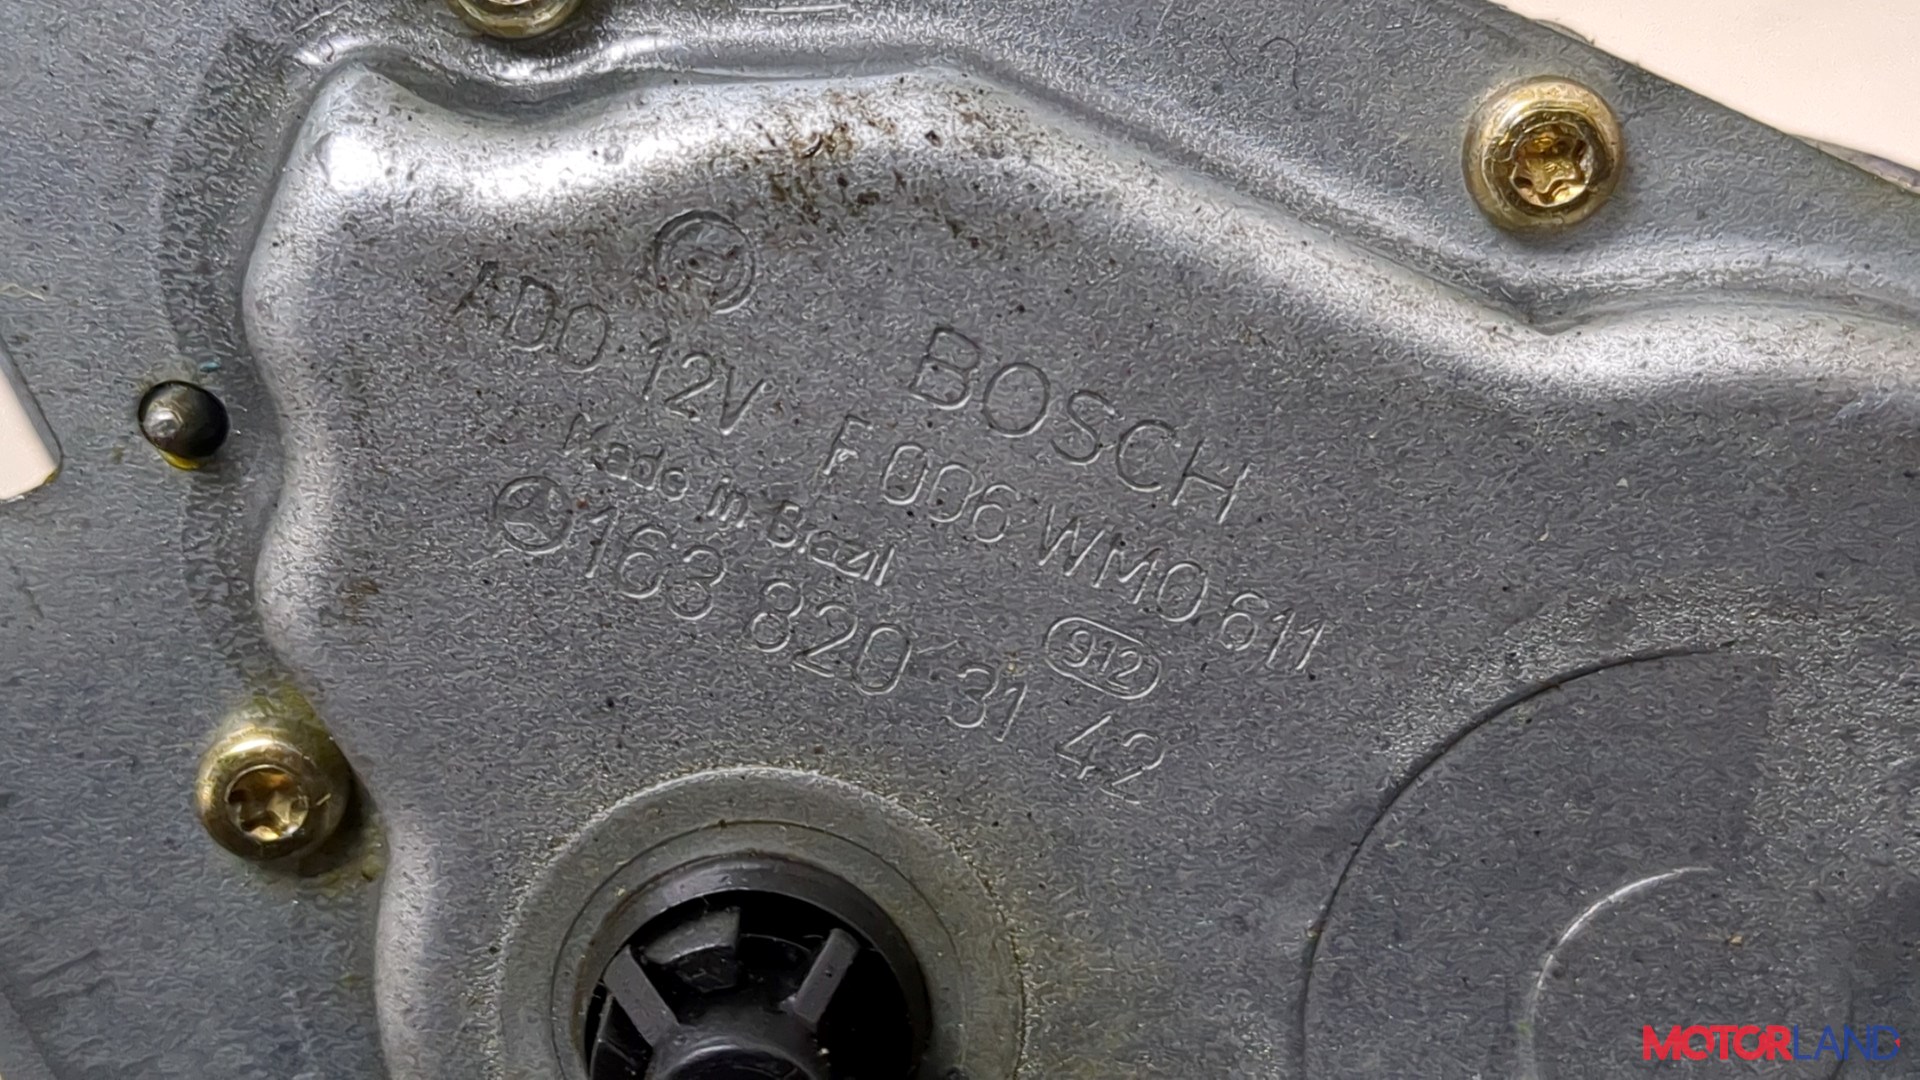 BOSCH
ADO 12V F 006 WM0 611
Made in Brazil 912
163 820 31 42
MOTORLAND